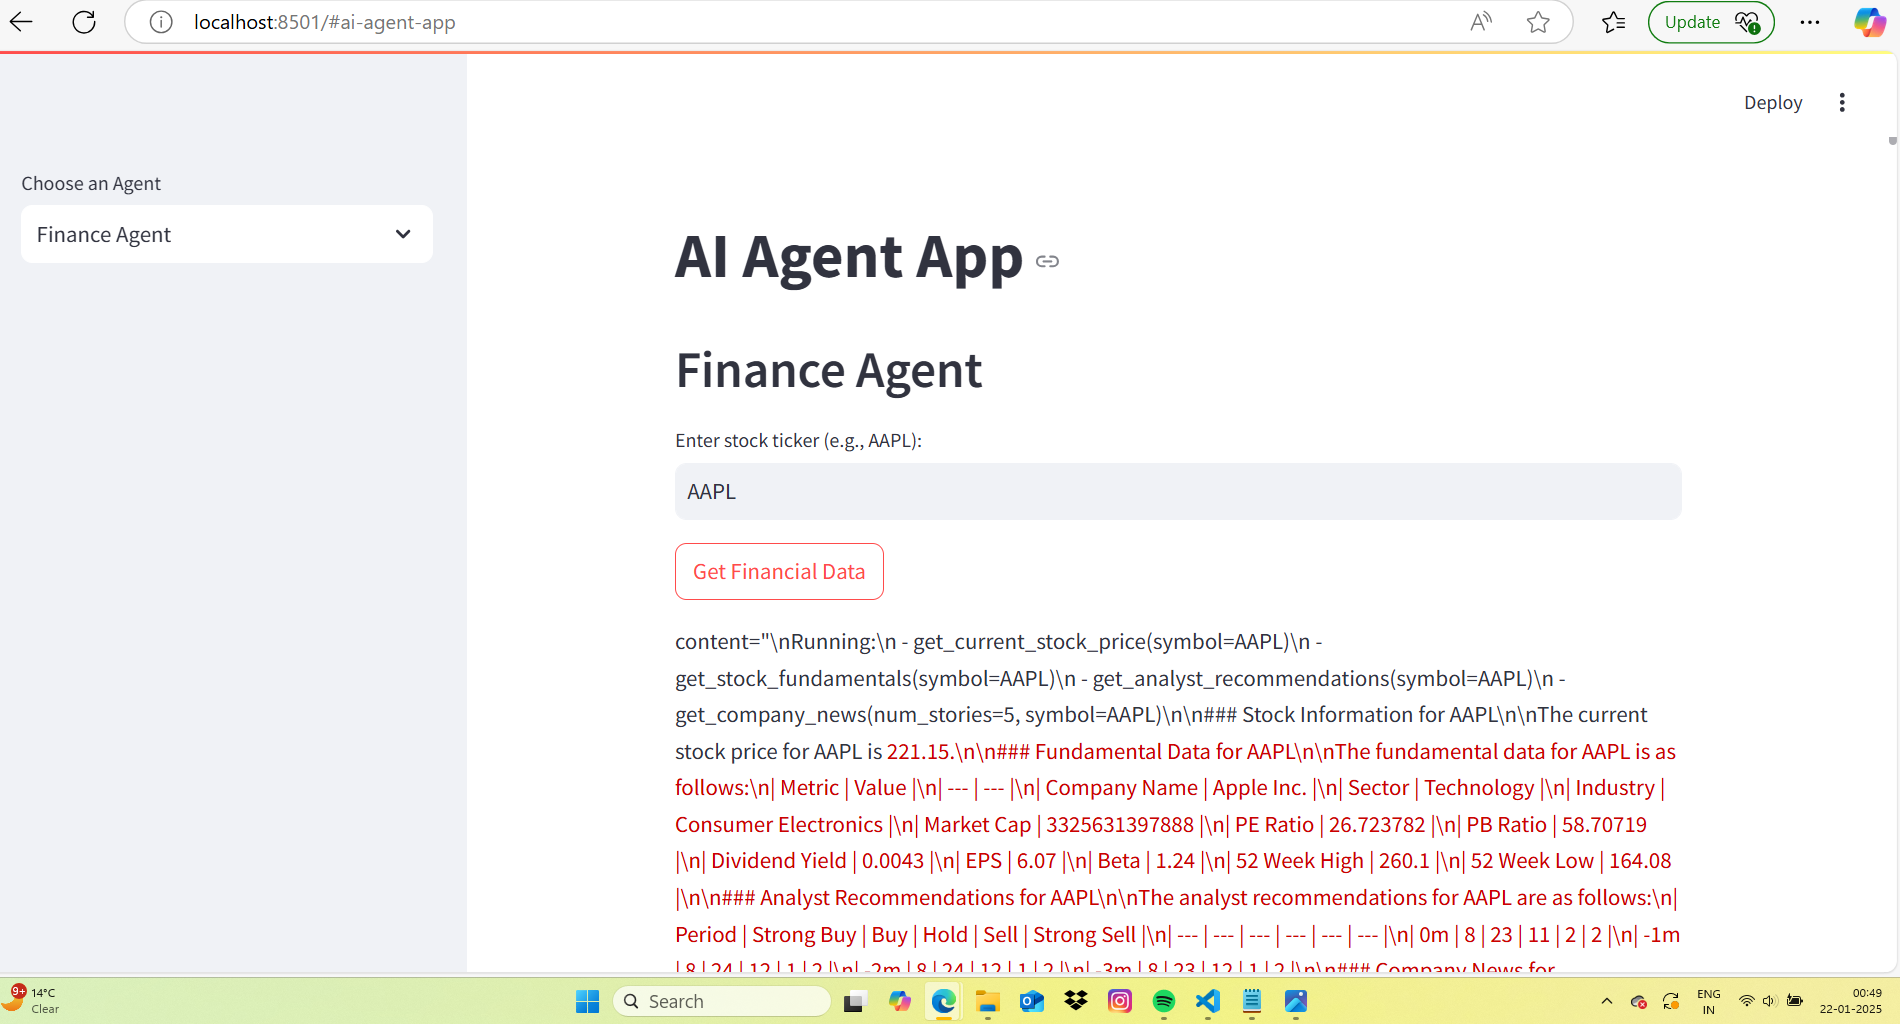 localhost:8501/#ai-agent-app
Update
Deploy
Choose an Agent
Finance Agent
AI Agent App
Finance Agent
Enter stock ticker (e.g., AAPL):
AAPL
Get Financial Data
content="\nRunning:\n - get_current_stock_price(symbol=AAPL)\n -
get_stock_fundamentals(symbol=AAPL)\n - get_analyst_recommendations(symbol=AAPL)\n -
get_company_news(num_stories=5, symbol=AAPL)\n\n### Stock Information for AAPL\n\nThe current
stock price for AAPL is 221.15.\n\n### Fundamental Data for AAPL\n\nThe fundamental data for AAPL is as
follows:\n| Metric | Value |\n| --- | --- |\n| Company Name | Apple Inc. |\n| Sector | Technology |\n| Industry |
Consumer Electronics |\n| Market Cap | 3325631397888 |\n| PE Ratio | 26.723782 |\n| PB Ratio | 58.70719
|\n| Dividend Yield | 0.0043 |\n| EPS | 6.07 |\n| Beta | 1.24 |\n| 52 Week High | 260.1 |\n| 52 Week Low | 164.08
|\n\n### Analyst Recommendations for AAPL\n\nThe analyst recommendations for AAPL are as follows:\n|
Period | Strong Buy | Buy | Hold | Sell | Strong Sell |\n| --- | --- | --- | --- | --- | --- |\n| 0m | 8 | 23 | 11 | 2 | 2 |\n| -1m
| 8 | 24 | 12 | 1 | 2 |\n| -2m | 8 | 24 | 12 | 1 | 2 |\n| -3m | 8 | 23 | 12 | 1 | 2 |\n\n### Company News for
9+
14°C
Clear
Search
ENG
IN
00:49
22-01-2025